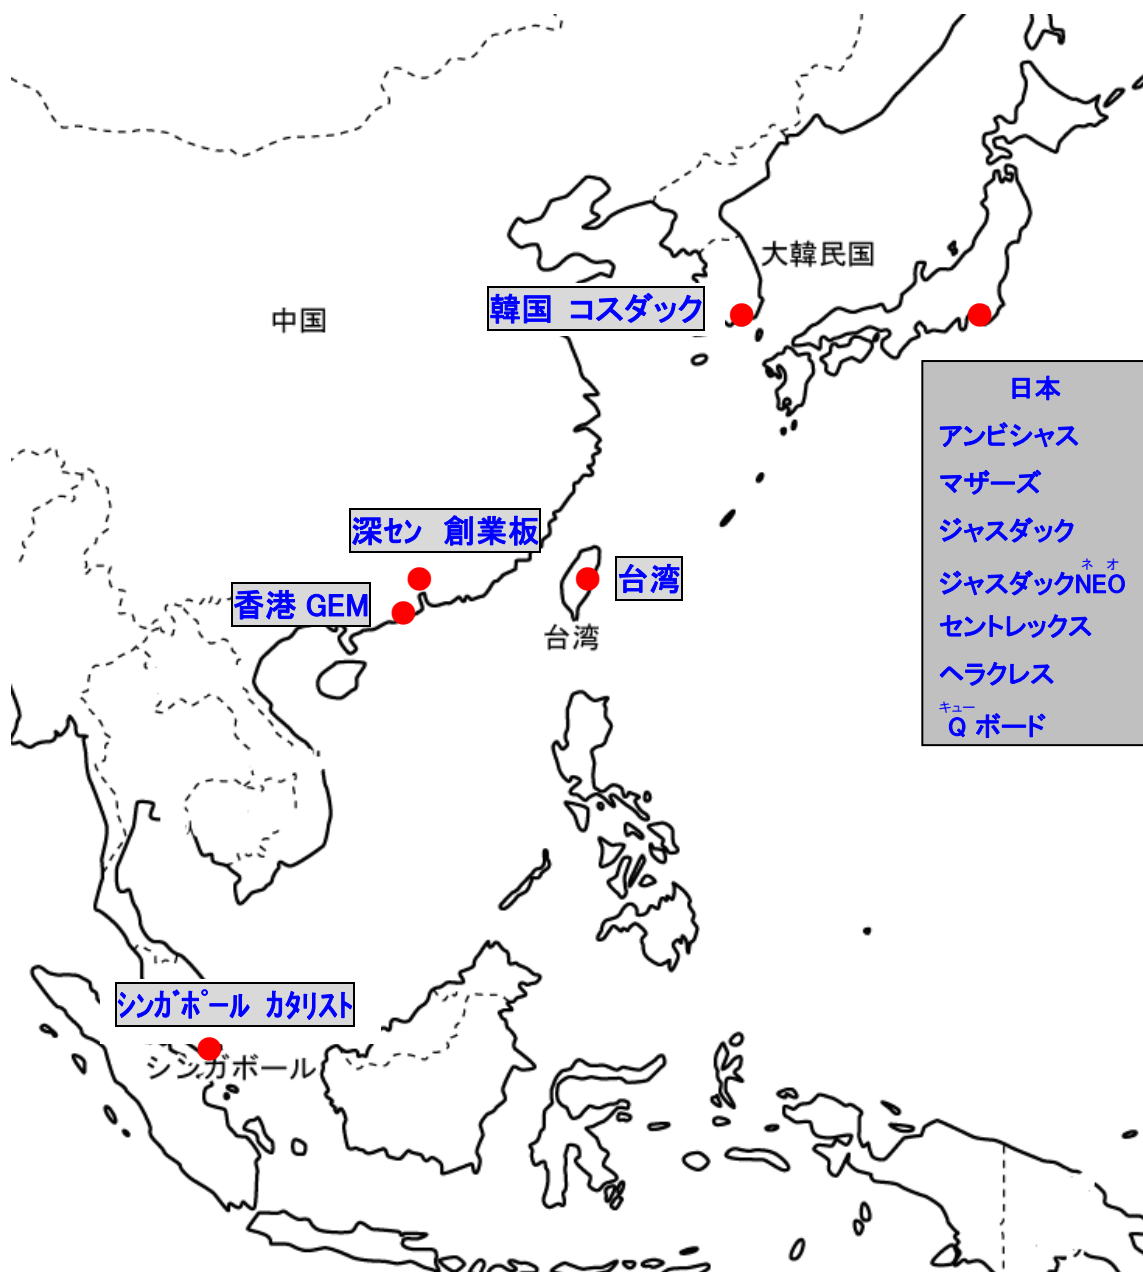 大韓民国
韓国 コスダック
中国
日本
アンビシャス
マザーズ
ジャスダック
ネオ
ジャスダックNEO
セントレックス
ヘラクレス
キュー
Q ボード
深セン 創業板
香港 GEM
台湾
台湾
ｼﾝｶﾞﾎﾟｰﾙ ｶﾀﾘｽﾄ
シンガボール